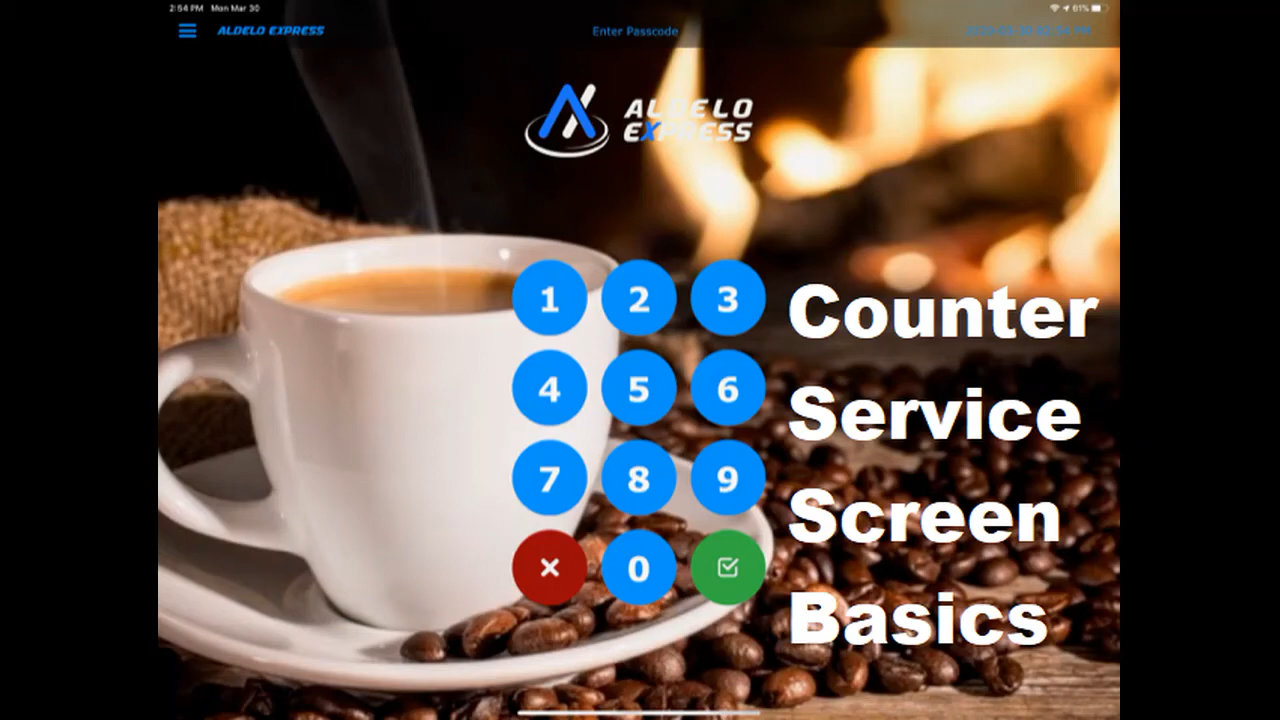 2:54 PM Mon Mar 30
61%
ALDELO EXPRESS
Enter Passcode
ALDELO
EXPRESS
1 2 3
4 5 6
7 8 9
0
Counter
Service
Screen
Basics